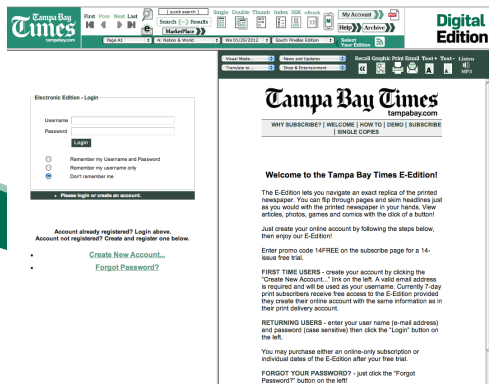 Tampa Bay
Times
tampabay.com
First Prev Next Last
[ quick search ]
Search <-> Results
MarketPlace
Single Double Thumb Index SSK eBook
My Account
Help Archive
Digital
Edition
Page A1
A: Nation & World
We 01/25/2012
South Pinellas Edition
Select
Your Edition
Visual Mode...
News and Updates
Translate to ...
Shop & Entertainment
Recall Graphic Print Email Text+ Text- Listen
MP3
Electronic Edition - Login
Username
Password
Login
Remember my Username and Password
Remember my username only
Don't remember me
Please login or create an account.
Account already registered? Login above.
Account not registered? Create and register one below.
Create New Account...
Forgot Password?
Tampa Bay Times
tampabay.com
WHY SUBSCRIBE? | WELCOME | HOW TO | DEMO | SUBSCRIBE
| SINGLE COPIES
Welcome to the Tampa Bay Times E-Edition!
The E-Edition lets you navigate an exact replica of the printed
newspaper. You can flip through pages and skim headlines just
as you would with the printed newspaper in your hands. View
articles, photos, games and comics with the click of a button!
Just create your online account by following the steps below,
then enjoy our E-Edition!
Enter promo code 14FREE on the subscribe page for a 14-
issue free trial.
FIRST TIME USERS - create your account by clicking the
"Create New Account..." link on the left. A valid email address
is required and will be used as your username. Currently 7-day
print subscribers receive free access to the E-Edition provided
they create their online account with the same information as in
their print delivery account.
RETURNING USERS - enter your user name (e-mail address)
and password (case sensitive) then click the "Login" button on
the left.
You may purchase either an online-only subscription or
individual dates of the E-Edition after your free trial.
FORGOT YOUR PASSWORD? - just click the "Forgot
Password?" button on the left!